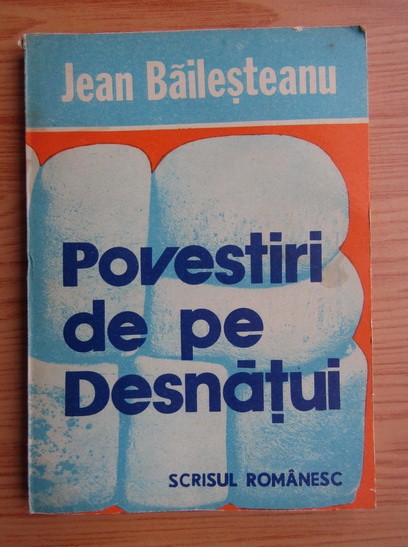 Jean Băileșteanu
Povestiri
de pe
Desnățui
SCRISUL ROMÂNESC